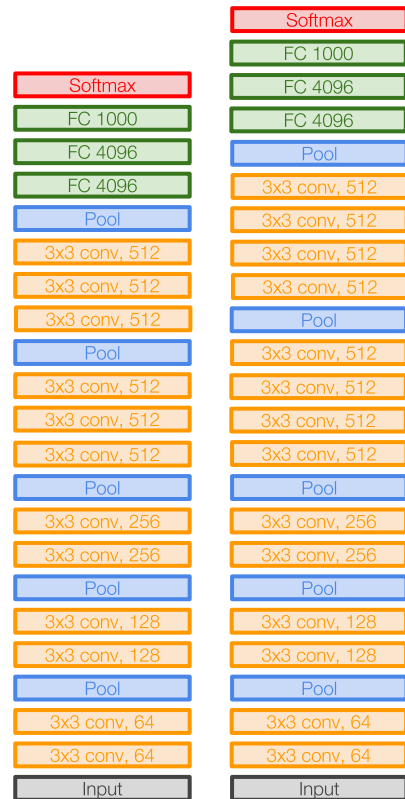 Softmax
FC 1000
FC 4096
FC 4096
Pool
3x3 conv, 512
3x3 conv, 512
3x3 conv, 512
Pool
3x3 conv, 512
3x3 conv, 512
3x3 conv, 512
Pool
3x3 conv, 256
3x3 conv, 256
Pool
3x3 conv, 128
3x3 conv, 128
Pool
3x3 conv, 64
3x3 conv, 64
Input
Softmax
FC 1000
FC 4096
FC 4096
Pool
3x3 conv, 512
3x3 conv, 512
3x3 conv, 512
3x3 conv, 512
Pool
3x3 conv, 512
3x3 conv, 512
3x3 conv, 512
3x3 conv, 512
Pool
3x3 conv, 256
3x3 conv, 256
Pool
3x3 conv, 128
3x3 conv, 128
Pool
3x3 conv, 64
3x3 conv, 64
Input